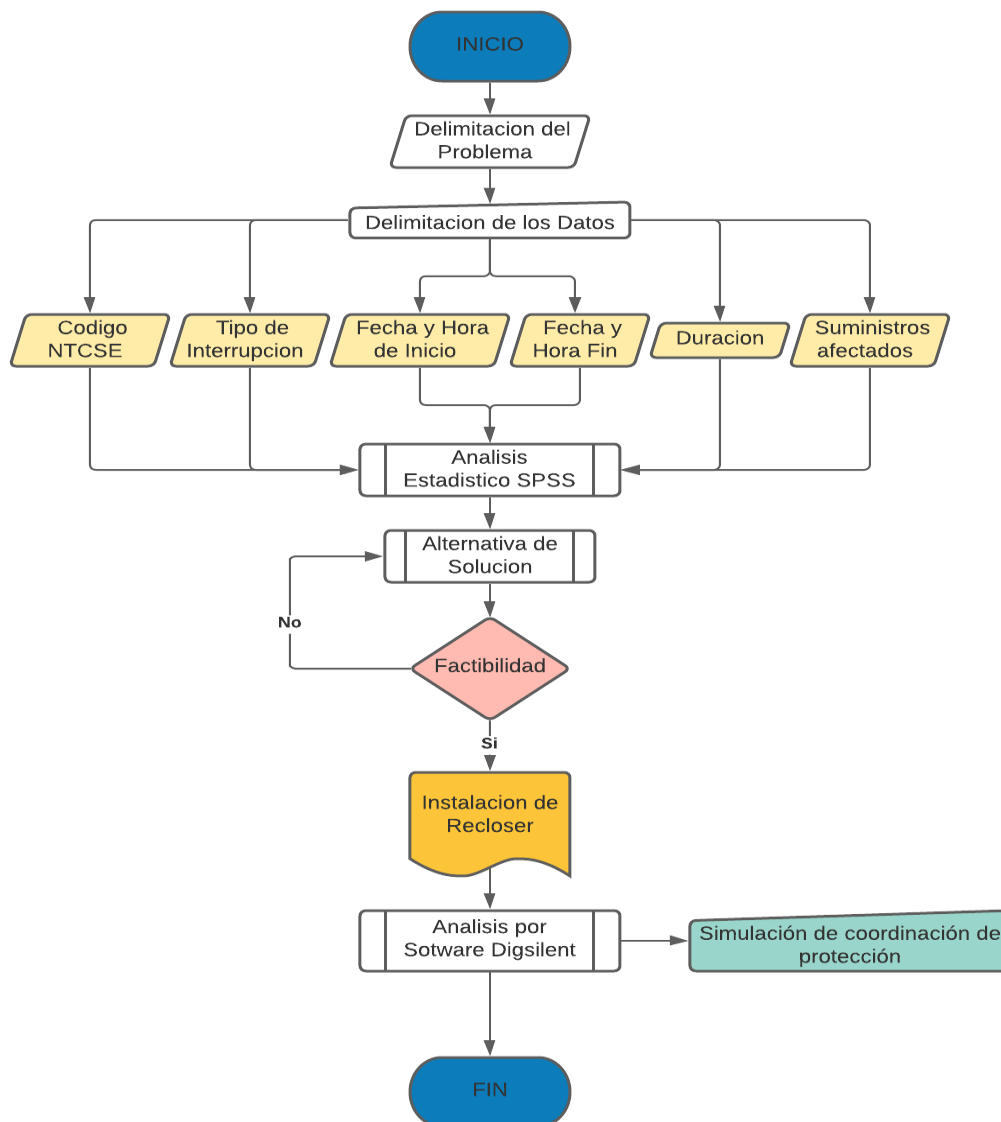 INICIO
Delimitacion del
Problema
Delimitacion de los Datos
Codigo
NTCSE
Tipo de
Interrupcion
Fecha y Hora
de Inicio
Fecha y
Hora Fin
Duracion
Suministros
afectados
Analisis
Estadistico SPSS
Alternativa de
Solucion
No
Factibilidad
Si
Instalacion de
Recloser
Analisis por
Sotware Digsilent
Simulación de coordinación de
protección
FIN